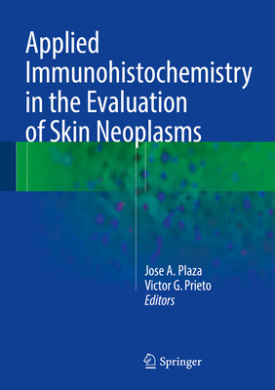 Applied
Immunohistochemistry
in the Evaluation
of Skin Neoplasms
Jose A. Plaza
Victor G. Prieto
Editors
Springer